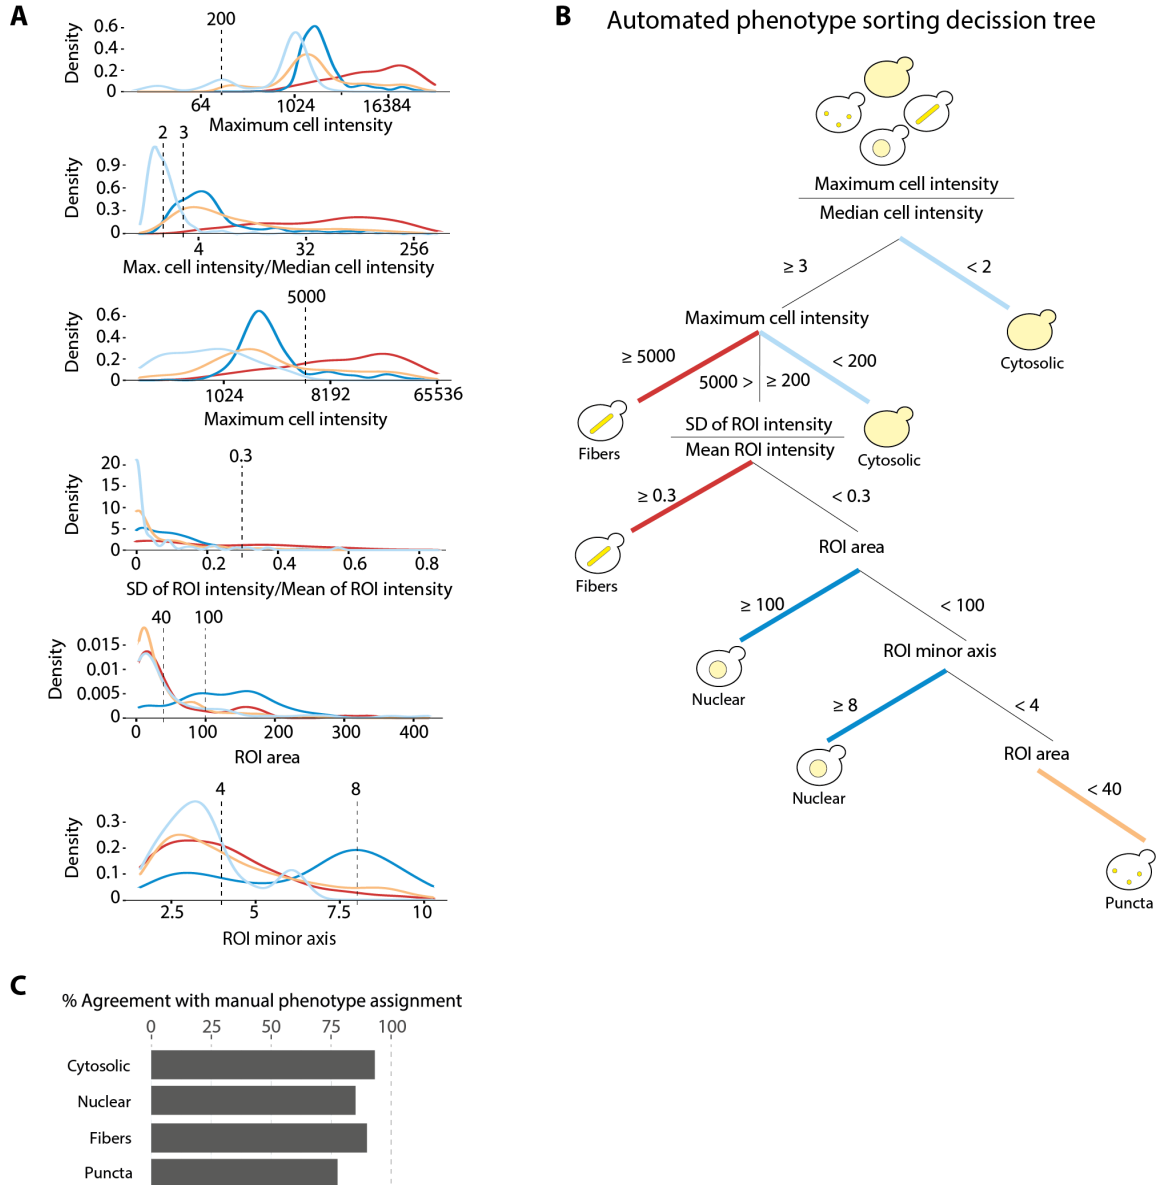 A
200
Density
0.6
0.4
0.2
0
64
1024
16384
Maximum cell intensity
2
3
Density
0.9
0.6
0.3
0
4
32
256
Max. cell intensity/Median cell intensity
5000
Density
0.6
0.4
0.2
0
1024
8192
65536
Maximum cell intensity
0.3
Density
20
15
10
5
0
0
0.2
0.4
0.6
0.8
SD of ROI intensity/Mean of ROI intensity
40
100
Density
0.015
0.01
0.005
0
0
100
200
300
400
ROI area
4
8
Density
0.3
0.2
0.1
0
2.5
5
7.5
10
ROI minor axis
B
Automated phenotype sorting decission tree
Maximum cell intensity
Median cell intensity
≥ 3
< 2
Cytosolic
Maximum cell intensity
≥ 5000
5000 >
≥ 200
< 200
Fibers
Cytosolic
SD of ROI intensity
Mean ROI intensity
≥ 0.3
< 0.3
Fibers
ROI area
≥ 100
< 100
Nuclear
ROI minor axis
≥ 8
< 4
Nuclear
ROI area
< 40
Puncta
C
% Agreement with manual phenotype assignment
0
25
50
75
100
Cytosolic
Nuclear
Fibers
Puncta